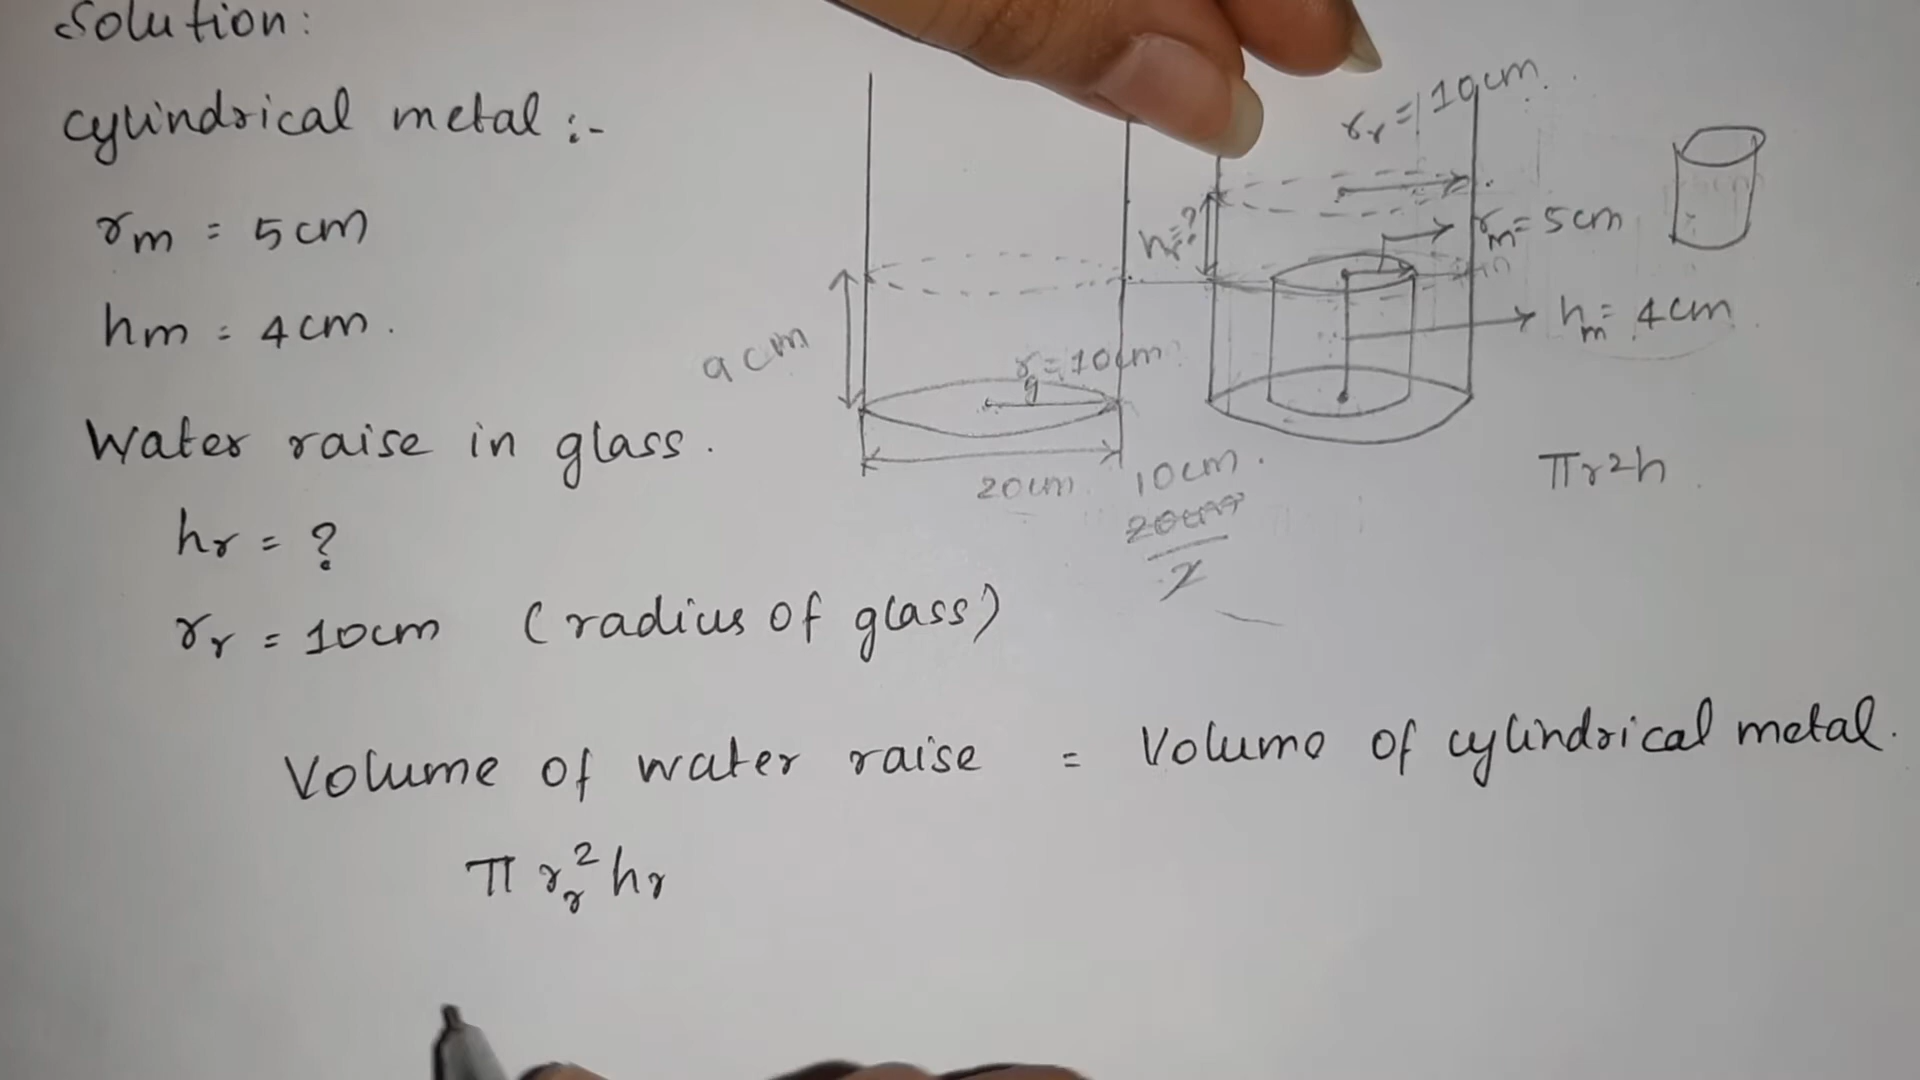 Solution:
Cylindrical metal :-
rm = 5cm
hm = 4cm.
Water raise in glass.
hr = ?
rr = 10cm (radius of glass)
Volume of water raise = Volume of cylindrical metal.
π rr² hr
9cm
rg = 10cm
20cm
10cm.
20cm
2
hr = ?
rr = 10cm.
rm = 5cm
hm = 4cm
πr2h